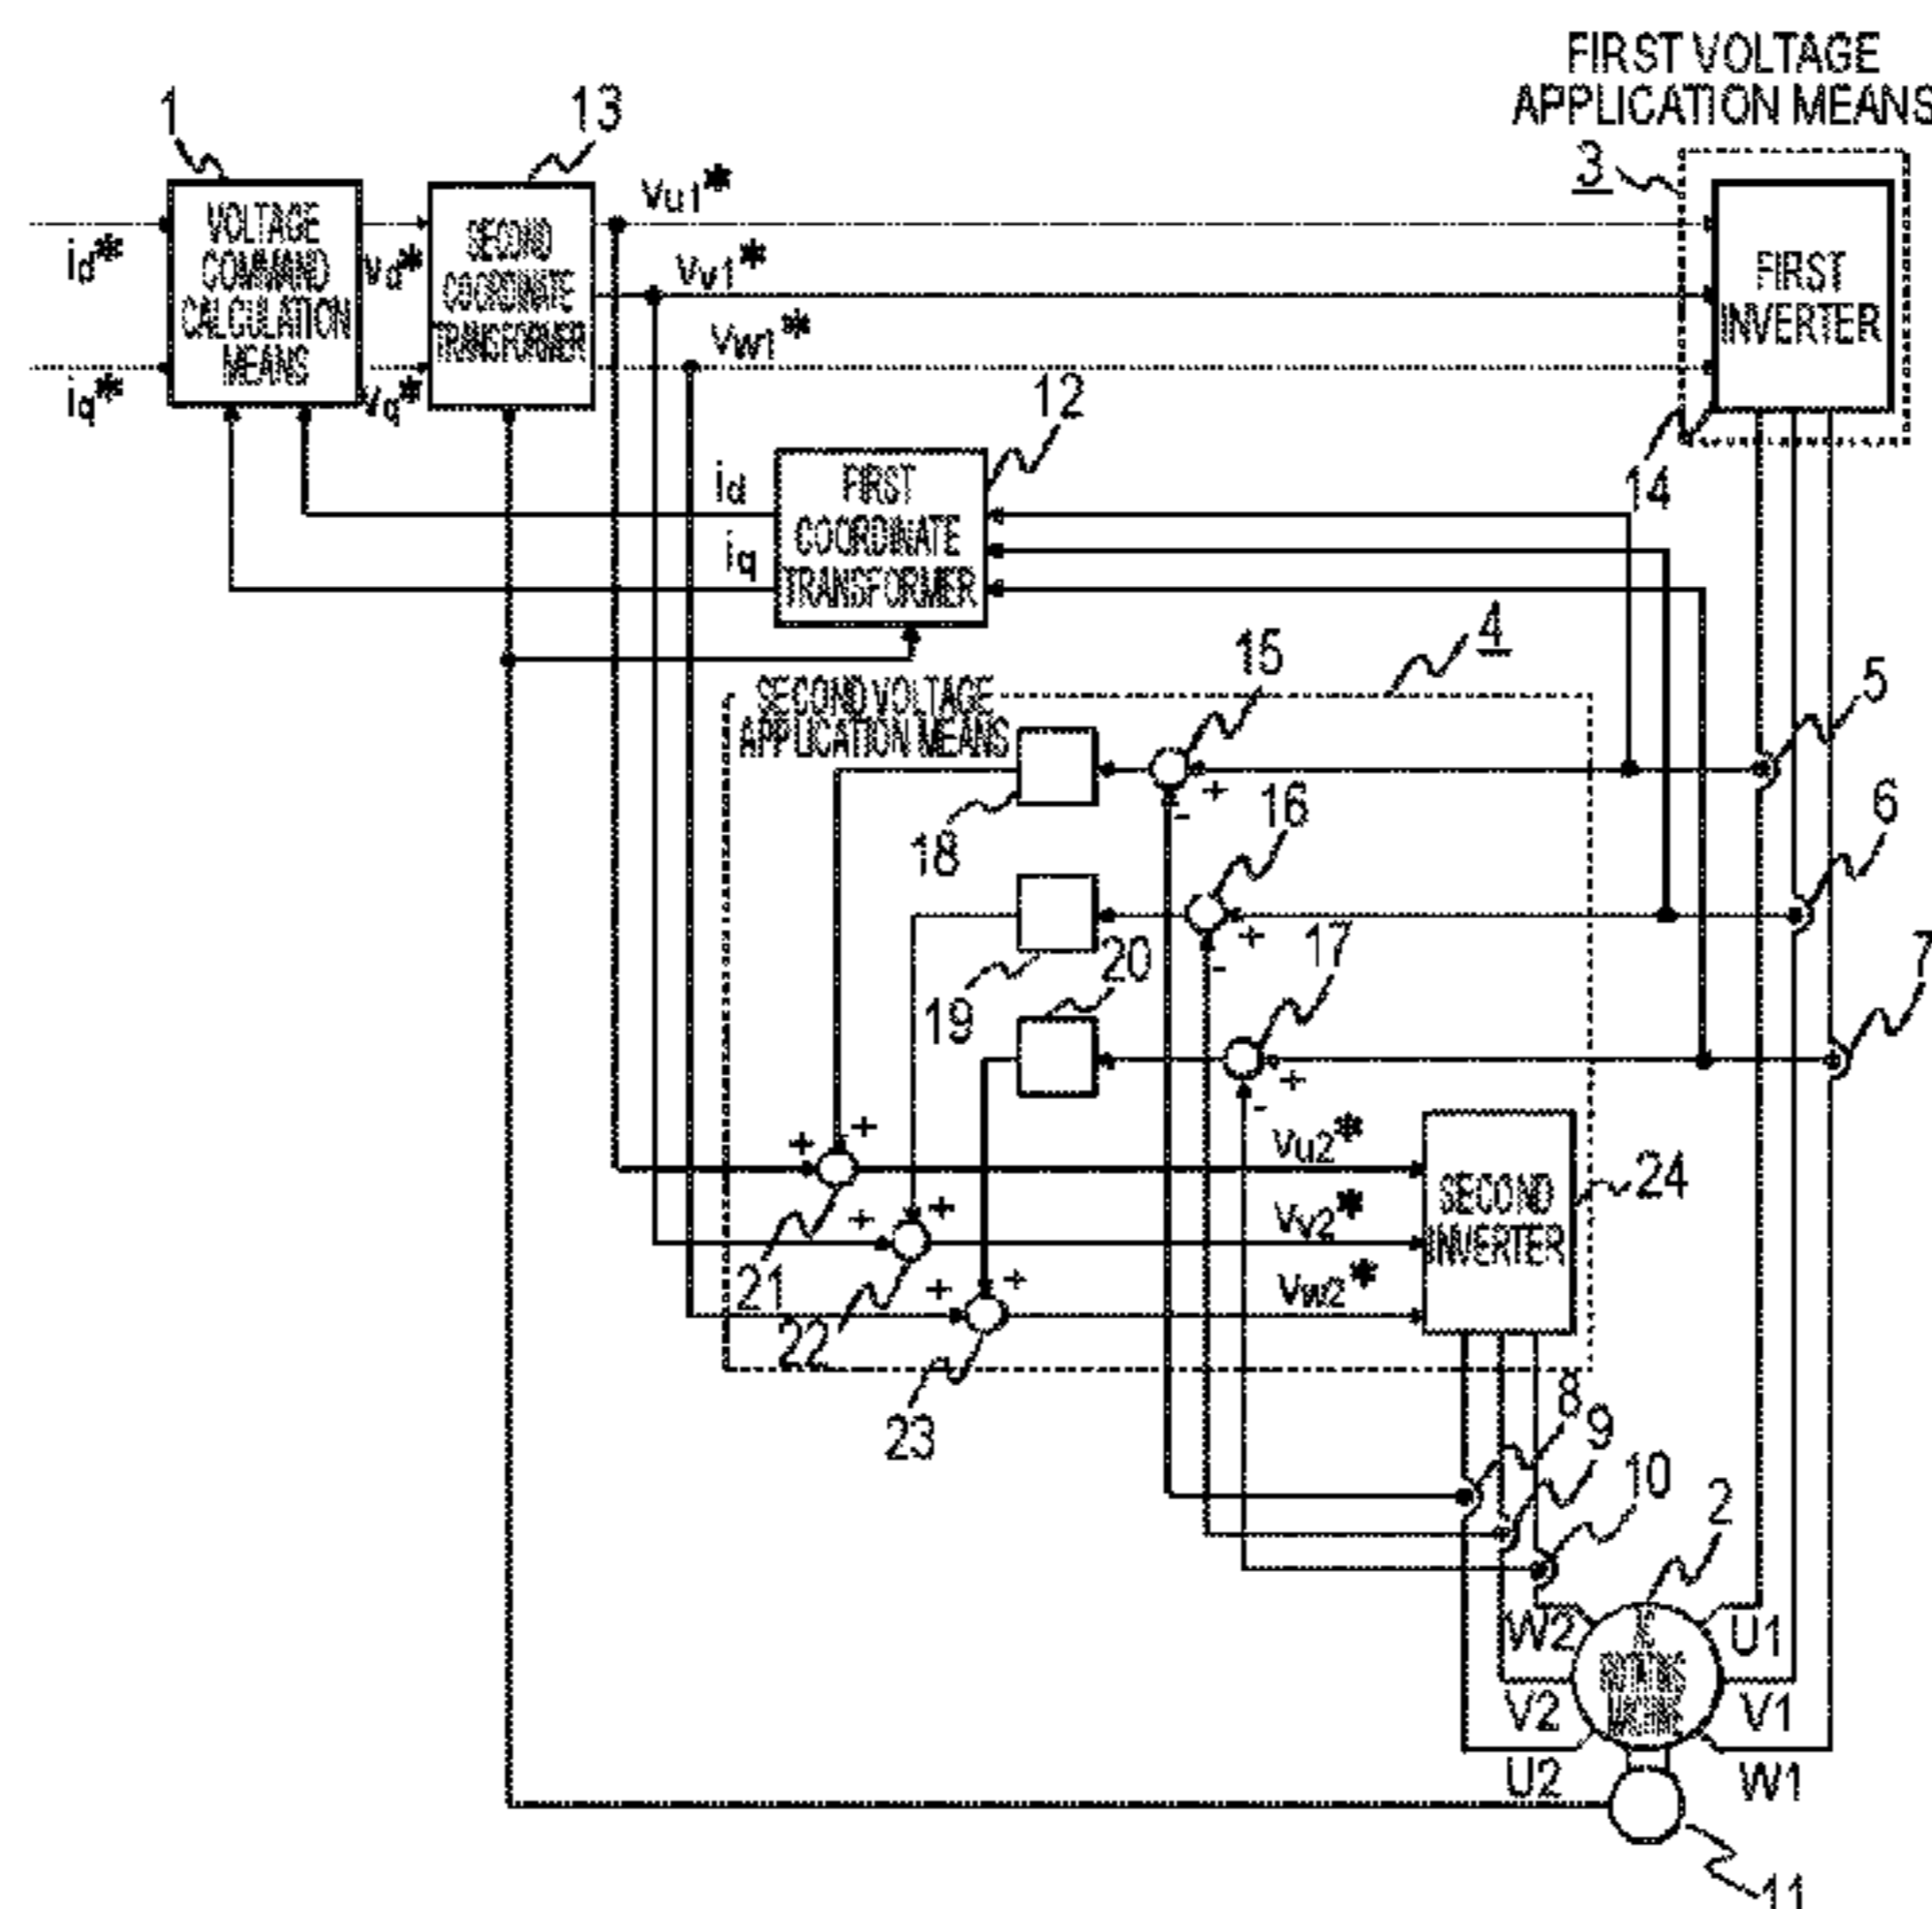 FIRST VOLTAGE
APPLICATION MEANS
1
13
3
VOLTAGE
COMMAND
CALCULATION
MEANS
SECOND
COORDINATE
TRANSFORMER
FIRST
INVERTER
id*
iq*
vd*
vq*
vu1*
vv1*
vw1*
14
12
FIRST
COORDINATE
TRANSFORMER
id
iq
4
SECOND VOLTAGE
APPLICATION MEANS
15
5
+
-
18
16
6
+
-
19
20
17
7
+
-
+
+
vu2*
21
+
+
vv2*
22
+
+
vw2*
23
SECOND
INVERTER
24
8
9
10
2
W2
U1
V2
V1
U2
W1
11